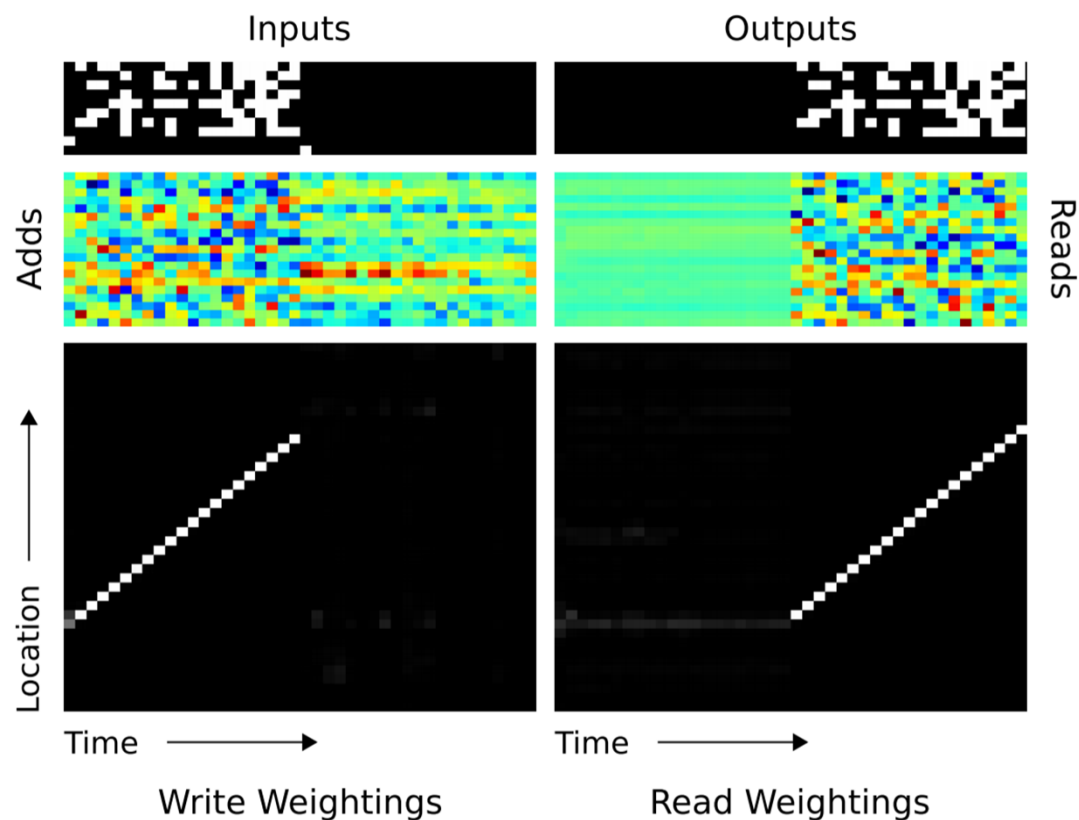 Inputs
Outputs
Adds
Reads
Location
Time
Time
Write Weightings
Read Weightings